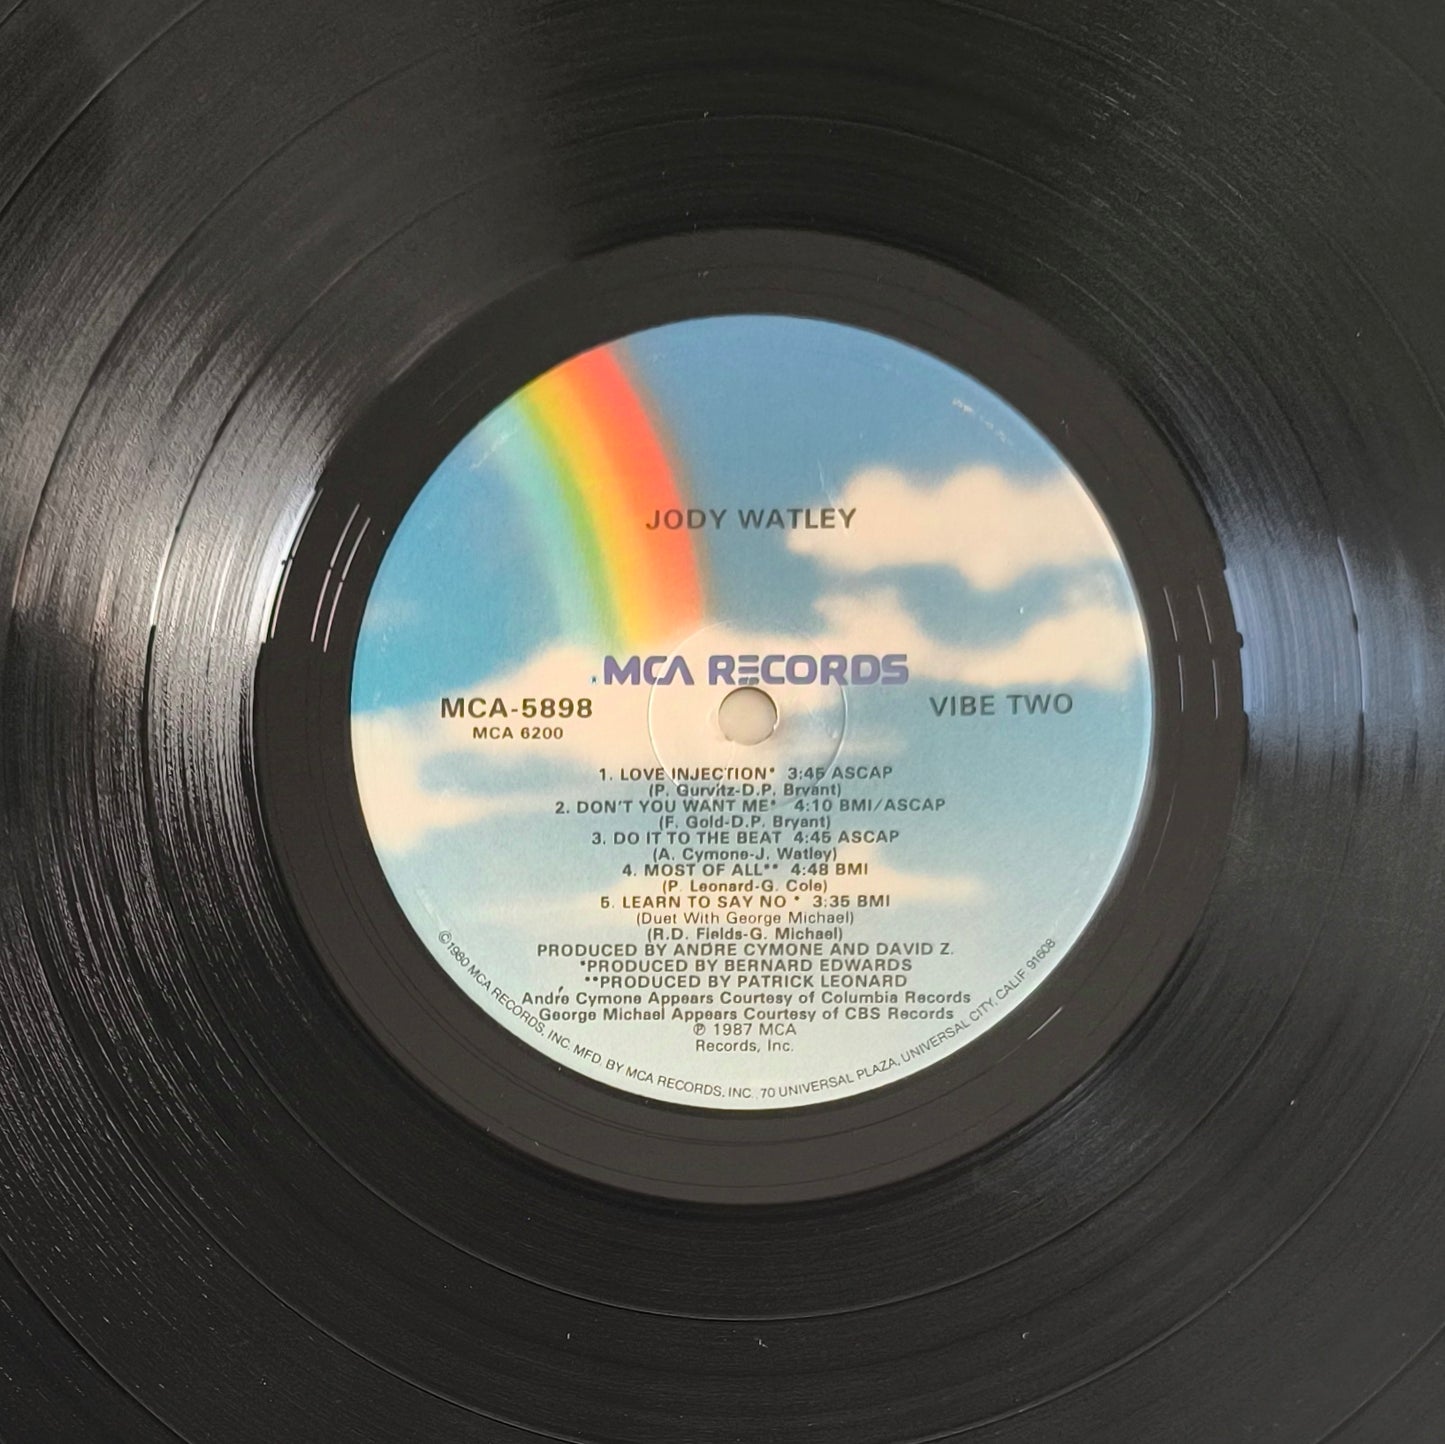 JODY WATLEY
MCA RECORDS
MCA-5898
VIBE TWO
MCA 6200
1. LOVE INJECTION* 3:45 ASCAP
(P. Gurvitz-D.P. Bryant)
2. DON'T YOU WANT ME* 4:10 BMI/ASCAP
(F. Gold-D.P. Bryant)
3. DO IT TO THE BEAT 4:45 ASCAP
(A. Cymone-J. Watley)
4. MOST OF ALL** 4:48 BMI
(P. Leonard-G. Cole)
5. LEARN TO SAY NO * 3:35 BMI
(Duet With George Michael)
(R.D. Fields-G. Michael)
PRODUCED BY ANDRE CYMONE AND DAVID Z.
*PRODUCED BY BERNARD EDWARDS
**PRODUCED BY PATRICK LEONARD
André Cymone Appears Courtesy of Columbia Records
George Michael Appears Courtesy of CBS Records
℗ 1987 MCA
Records, Inc.
©1980 MCA RECORDS, INC. MFD. BY MCA RECORDS, INC., 70 UNIVERSAL PLAZA, UNIVERSAL CITY, CALIF 91608